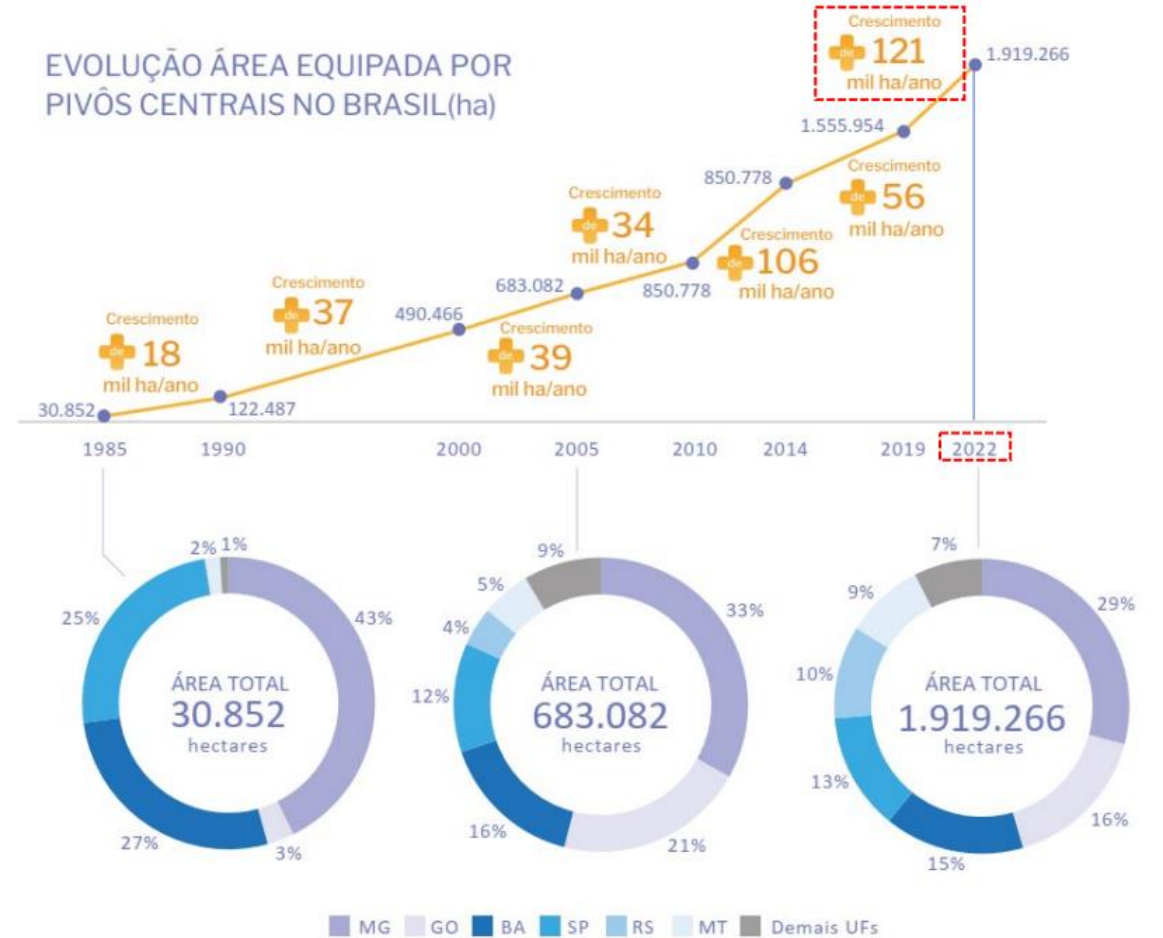 EVOLUÇÃO ÁREA EQUIPADA POR
PIVÔS CENTRAIS NO BRASIL(ha)
Crescimento
de 121
mil ha/ano
1.919.266
1.555.954
850.778
Crescimento
de 56
mil ha/ano
Crescimento
de 34
mil ha/ano
Crescimento
de 106
mil ha/ano
683.082
850.778
Crescimento
de 37
mil ha/ano
490.466
Crescimento
de 39
mil ha/ano
Crescimento
de 18
mil ha/ano
30.852
122.487
1985 1990 2000 2005 2010 2014 2019 2022
2% 1%
25%
43%
ÁREA TOTAL
30.852
hectares
27%
3%
9%
5%
33%
4%
12%
ÁREA TOTAL
683.082
hectares
16%
21%
7%
9%
29%
10%
ÁREA TOTAL
1.919.266
hectares
13%
16%
15%
MG GO BA SP RS MT Demais UFs